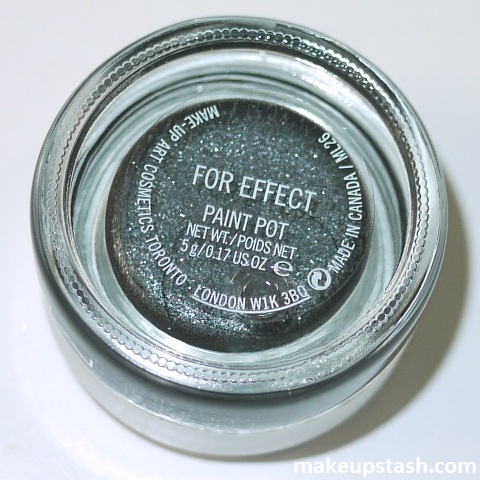 FOR EFFECT
PAINT POT
NET WT./POIDS NET
5 g/0.17 US. OZ ℮
MAKE-UP ART COSMETICS TORONTO · LONDON W1K 3BQ
MADE IN CANADA / ML26
makeupstash.com